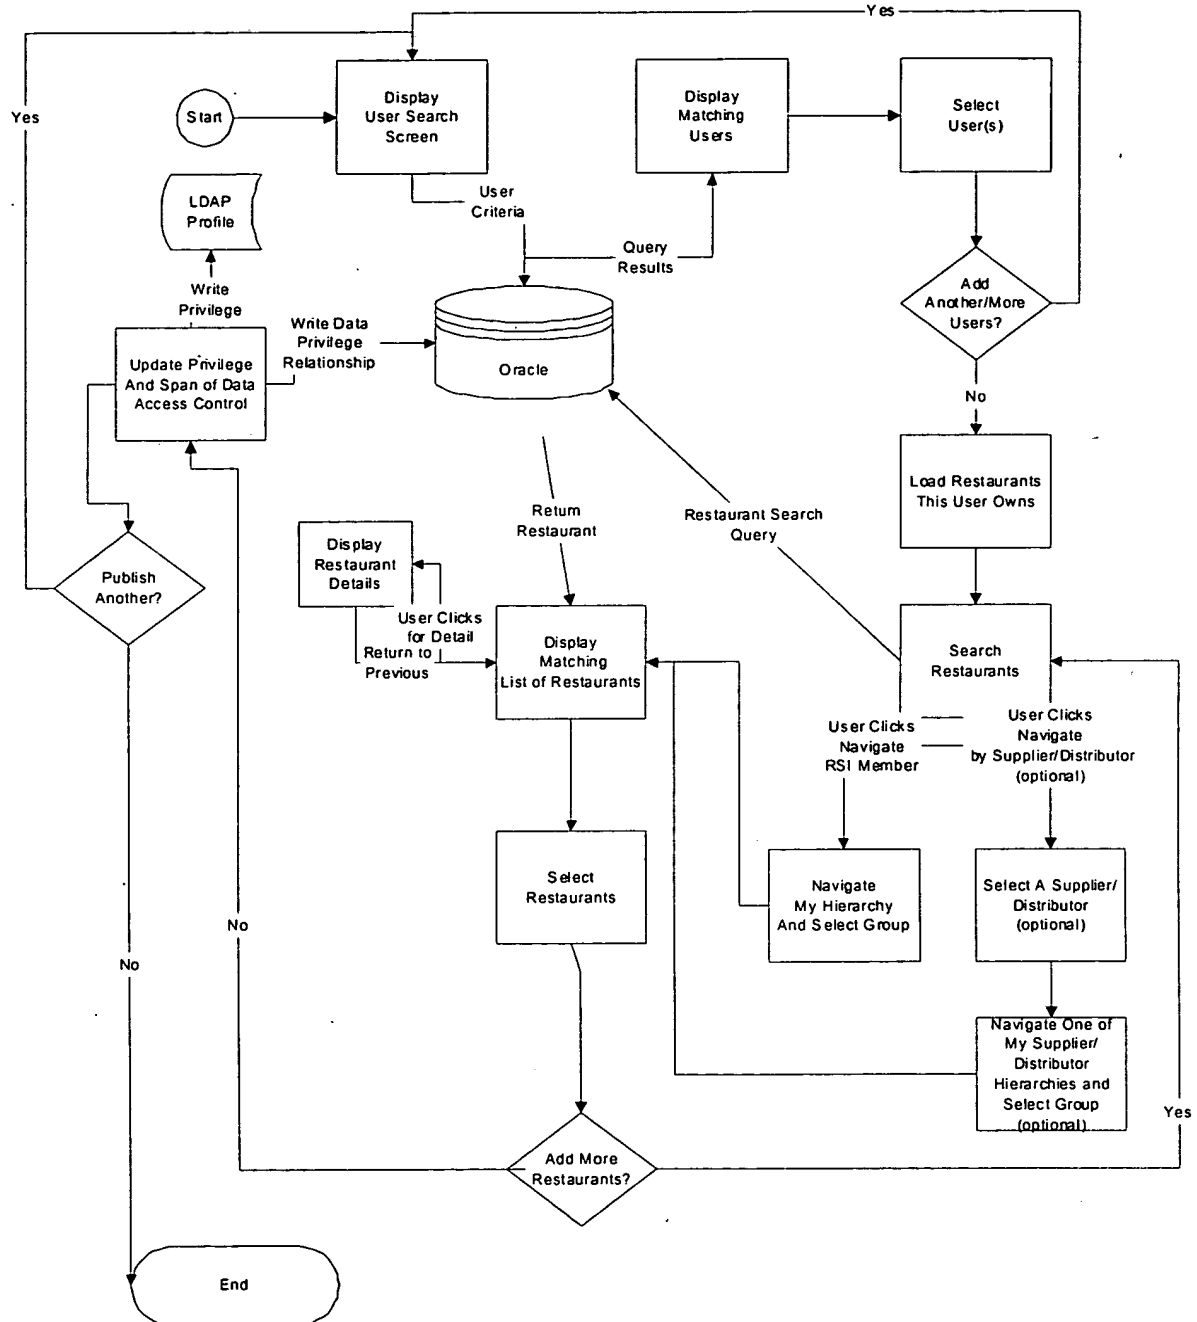 Yes
Yes
Start
Display
User Search
Screen
Display
Matching
Users
Select
User(s)
LDAP
Profile
User
Criteria
Query
Results
Add
Another/More
Users?
Write
Privilege
Write Data
Privilege
Relationship
Oracle
Update Privilege
And Span of Data
Access Control
No
Load Restaurants
This User Owns
Return
Restaurant
Restaurant Search
Query
Display
Restaurant
Details
Publish
Another?
User Clicks
for Detail
Return to
Previous
Display
Matching
List of Restaurants
Search
Restaurants
User Clicks
Navigate
RSI Member
User Clicks
Navigate
by Supplier/Distributor
(optional)
Select
Restaurants
Navigate
My Hierarchy
And Select Group
Select A Supplier/
Distributor
(optional)
No
No
Navigate One of
My Supplier/
Distributor
Hierarchies and
Select Group
(optional)
Yes
Add More
Restaurants?
End